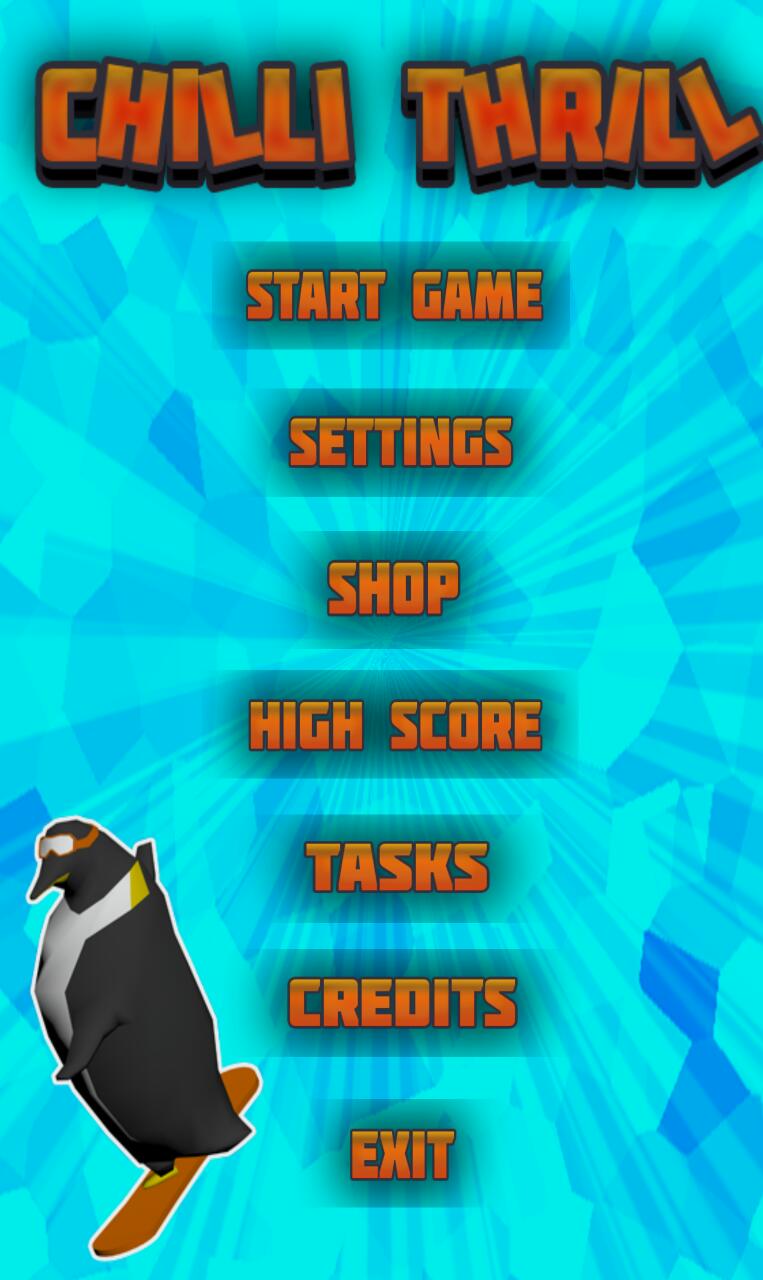 CHILLI THRILL
START GAME
SETTINGS
SHOP
HIGH SCORE
TASKS
CREDITS
EXIT